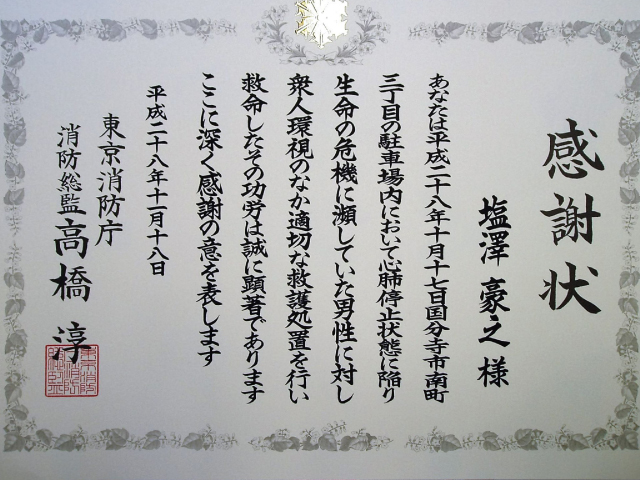 感謝状
塩澤豪之様
あなたは平成二十八年十月十七日国分寺市南町
三丁目の駐車場内において心肺停止状態に陥り
生命の危機に瀕していた男性に対し
衆人環視のなか適切な救護処置を行い
救命したその功労は誠に顕著であります
ここに深く感謝の意を表します
平成二十八年十一月十八日
東京消防庁
消防総監高橋淳